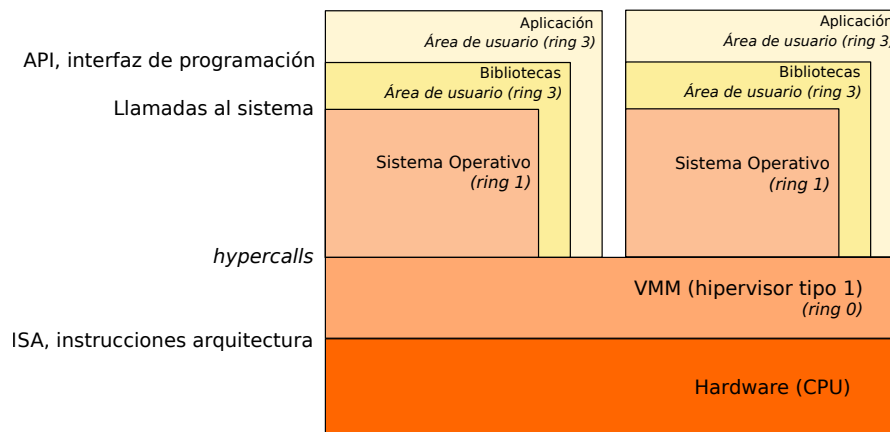 Aplicación
Área de usuario (ring 3)
Aplicación
Área de usuario (ring 3)
API, interfaz de programación
Bibliotecas
Área de usuario (ring 3)
Bibliotecas
Área de usuario (ring 3)
Llamadas al sistema
Sistema Operativo
(ring 1)
Sistema Operativo
(ring 1)
hypercalls
VMM (hipervisor tipo 1)
(ring 0)
ISA, instrucciones arquitectura
Hardware (CPU)